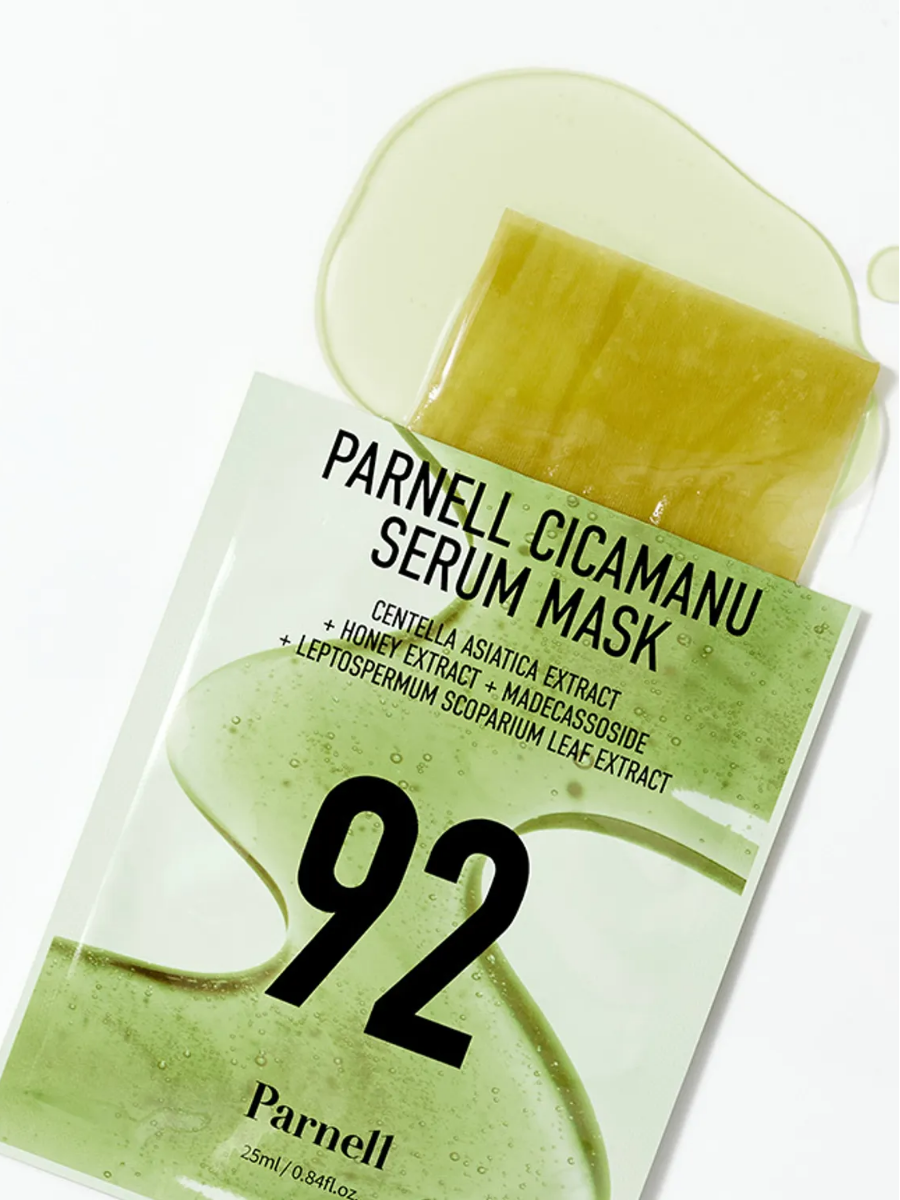 PARNELL CICAMANU
SERUM MASK
CENTELLA ASIATICA EXTRACT
+ HONEY EXTRACT + MADECASSOSIDE
+ LEPTOSPERMUM SCOPARIUM LEAF EXTRACT
92
Parnell
25ml / 0.84fl.oz.